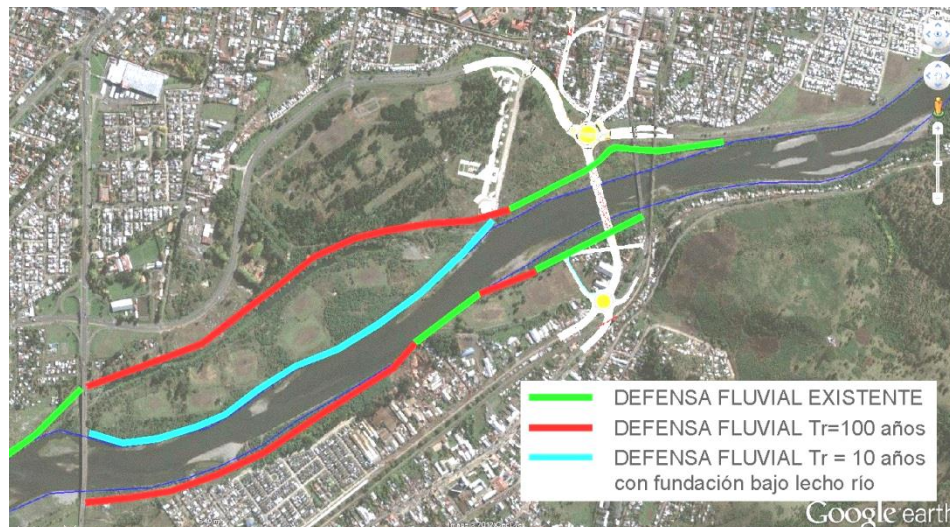 DEFENSA FLUVIAL EXISTENTE
DEFENSA FLUVIAL Tr=100 años
DEFENSA FLUVIAL Tr = 10 años
con fundación bajo lecho río
Google earth